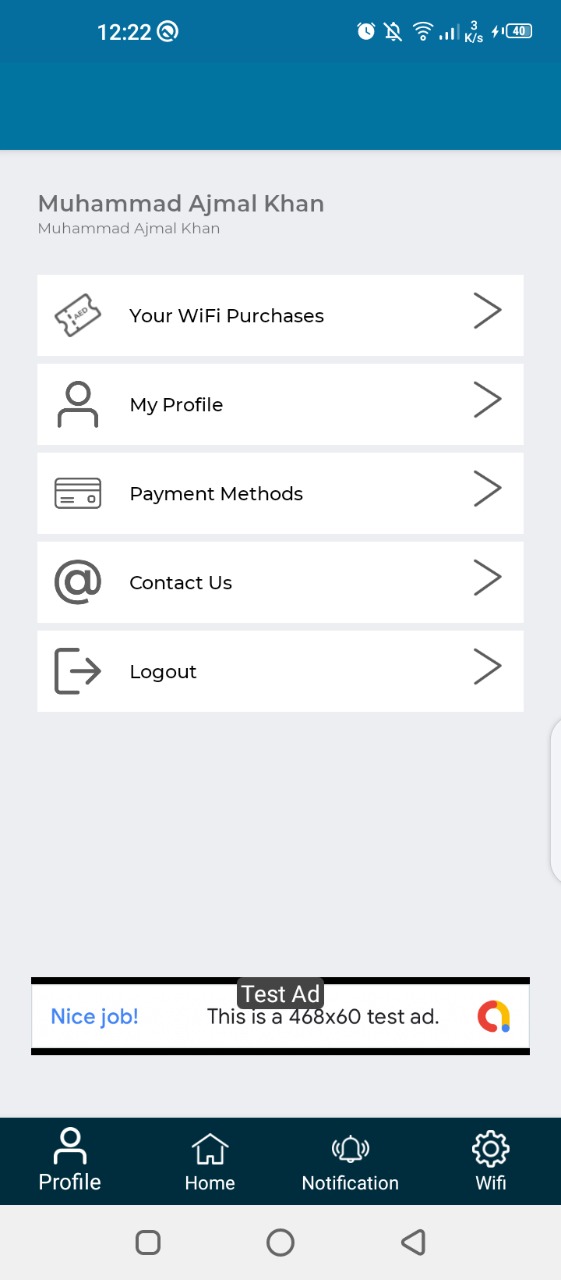 12:22
3
K/s
40
Muhammad Ajmal Khan
Muhammad Ajmal Khan
AED
Your WiFi Purchases
My Profile
Payment Methods
@
Contact Us
Logout
Test Ad
Nice job!
This is a 468x60 test ad.
Profile
Home
Notification
Wifi